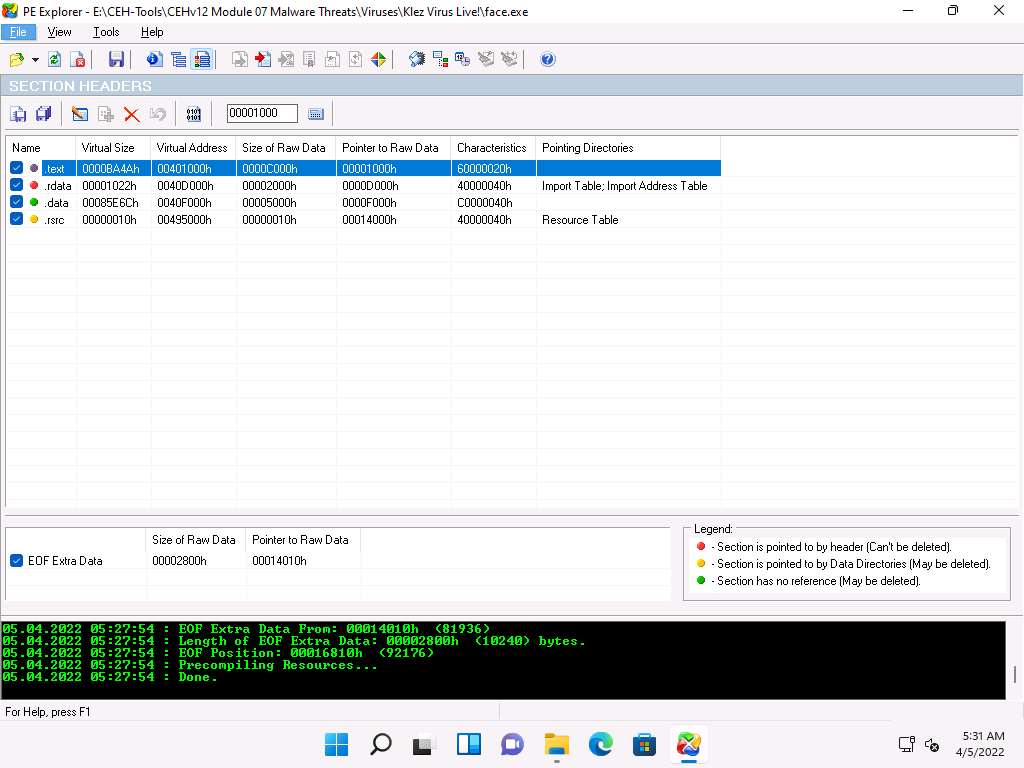 PE Explorer - E:\CEH-Tools\CEHv12 Module 07 Malware Threats\Viruses\Klez Virus Live!\face.exe
File View Tools Help
SECTION HEADERS
00001000
Name Virtual Size Virtual Address Size of Raw Data Pointer to Raw Data Characteristics Pointing Directories
.text 0000BA4Ah 00401000h 0000C000h 00001000h 60000020h
.rdata 00001022h 0040D000h 00002000h 0000D000h 40000040h Import Table; Import Address Table
.data 00085E6Ch 0040F000h 00005000h 0000F000h C0000040h
.rsrc 00000010h 00495000h 00000010h 00014000h 40000040h Resource Table
Size of Raw Data Pointer to Raw Data
EOF Extra Data 00002800h 00014010h
Legend:
- Section is pointed to by header (Can't be deleted).
- Section is pointed to by Data Directories (May be deleted).
- Section has no reference (May be deleted).
05.04.2022 05:27:54 : EOF Extra Data From: 00014010h (81936)
05.04.2022 05:27:54 : Length of EOF Extra Data: 00002800h (10240) bytes.
05.04.2022 05:27:54 : EOF Position: 00016810h (92176)
05.04.2022 05:27:54 : Precompiling Resources...
05.04.2022 05:27:54 : Done.
For Help, press F1
5:31 AM
4/5/2022